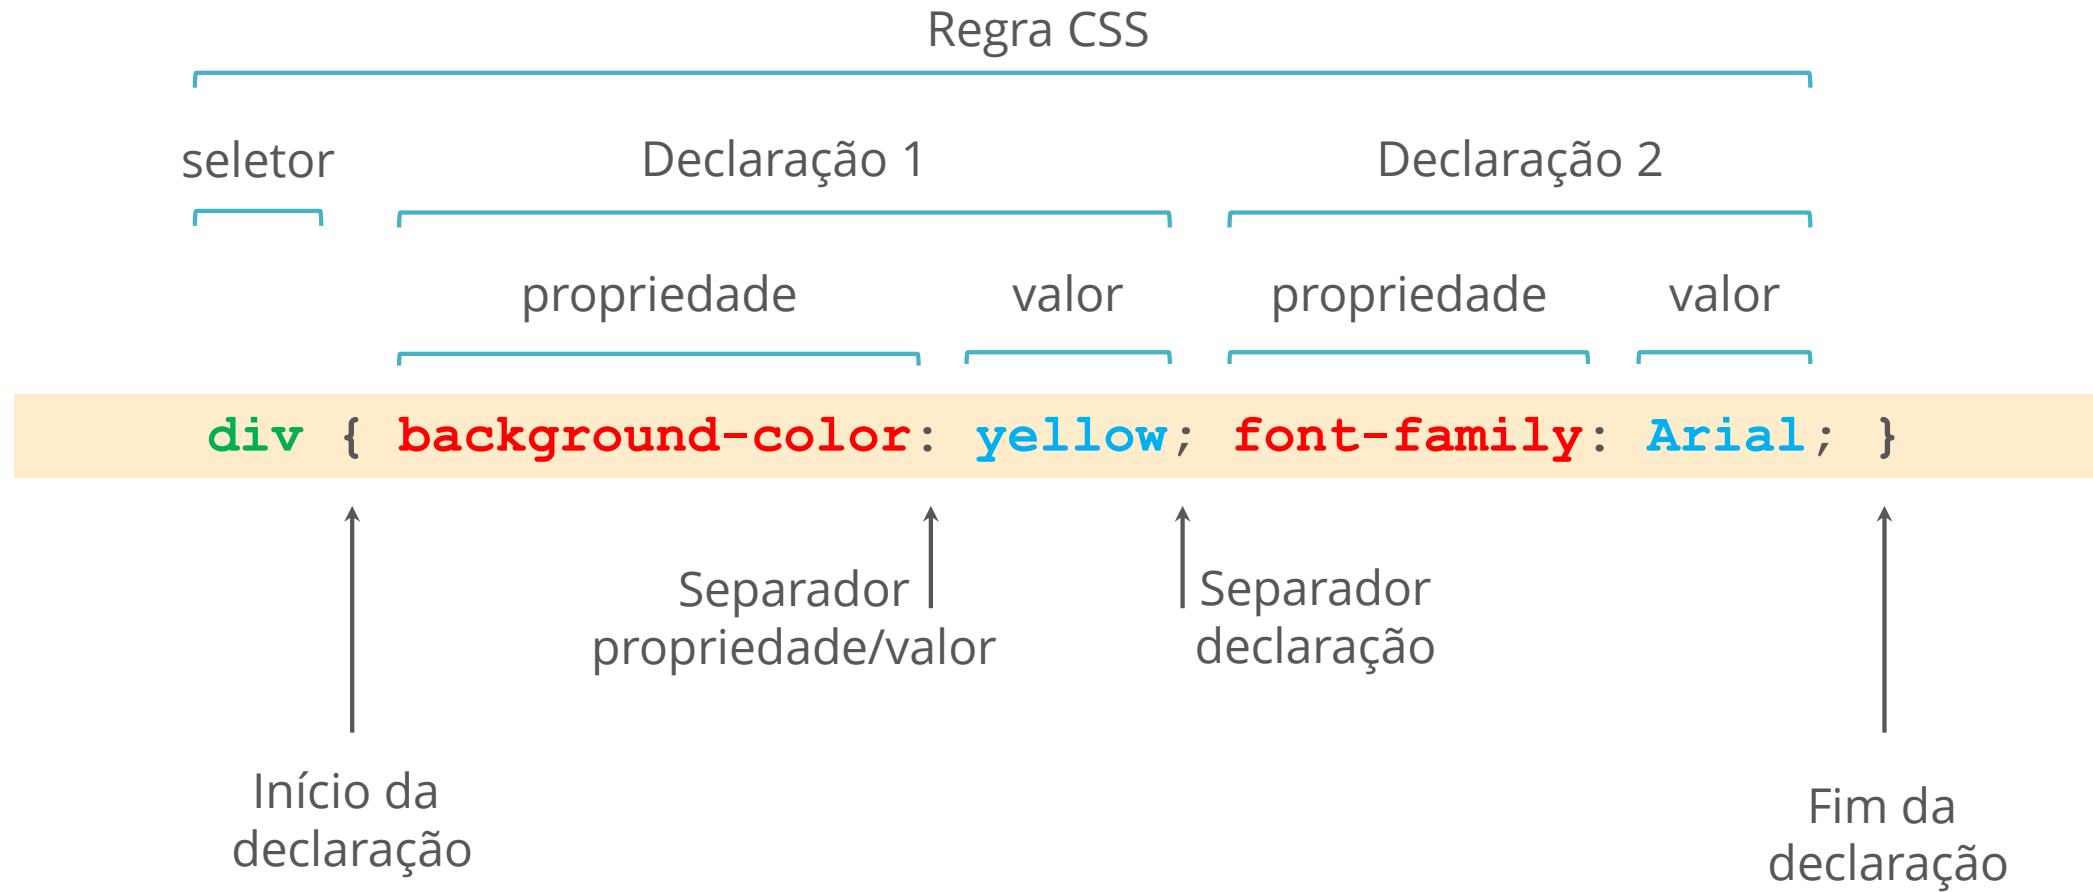 Regra CSS
seletor
Declaração 1
Declaração 2
propriedade
valor
propriedade
valor
div { background-color: yellow; font-family: Arial; }
Separador
propriedade/valor
Separador
declaração
Início da
declaração
Fim da
declaração